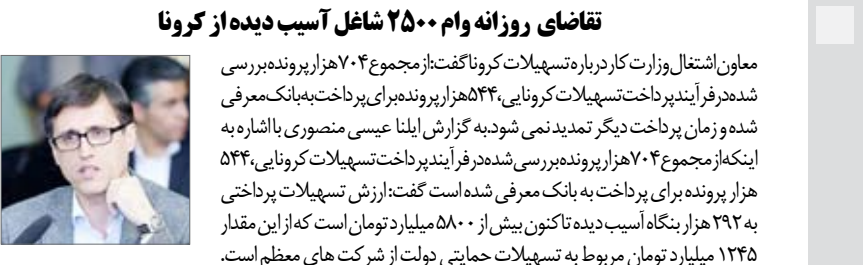 تقاضای روزانه وام ۲۵۰۰ شاغل آسیب دیده از کرونا
معاون اشتغال وزارت کار درباره تسهیلات کرونا گفت: از مجموع ۷۰۴ هزار پرونده بررسی
شده در فرآیند پرداخت تسهیلات کرونایی، ۵۴۴ هزار پرونده برای پرداخت به بانک معرفی
شده و زمان پرداخت دیگر تمدید نمی شود. به گزارش ایلنا عیسی منصوری با اشاره به
اینکه از مجموع ۷۰۴ هزار پرونده بررسی شده در فرآیند پرداخت تسهیلات کرونایی، ۵۴۴
هزار پرونده برای پرداخت به بانک معرفی شده است گفت: ارزش تسهیلات پرداختی
به ۲۹۲ هزار بنگاه آسیب دیده تاکنون بیش از ۵۸۰۰ میلیارد تومان است که از این مقدار
۱۲۴۵ میلیارد تومان مربوط به تسهیلات حمایتی دولت از شرکت های معظم است.